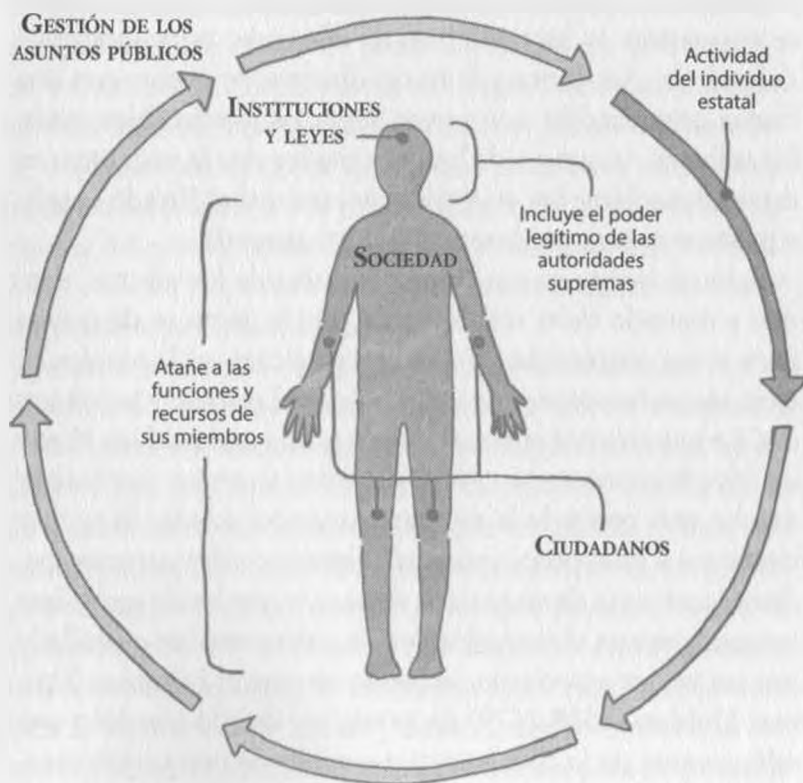 GESTIÓN DE LOS
ASUNTOS PÚBLICOS
Actividad
del individuo
estatal
INSTITUCIONES
Y LEYES
Incluye el poder
legítimo de las
autoridades
supremas
SOCIEDAD
Atañe a las
funciones y
recursos de
sus miembros
CIUDADANOS